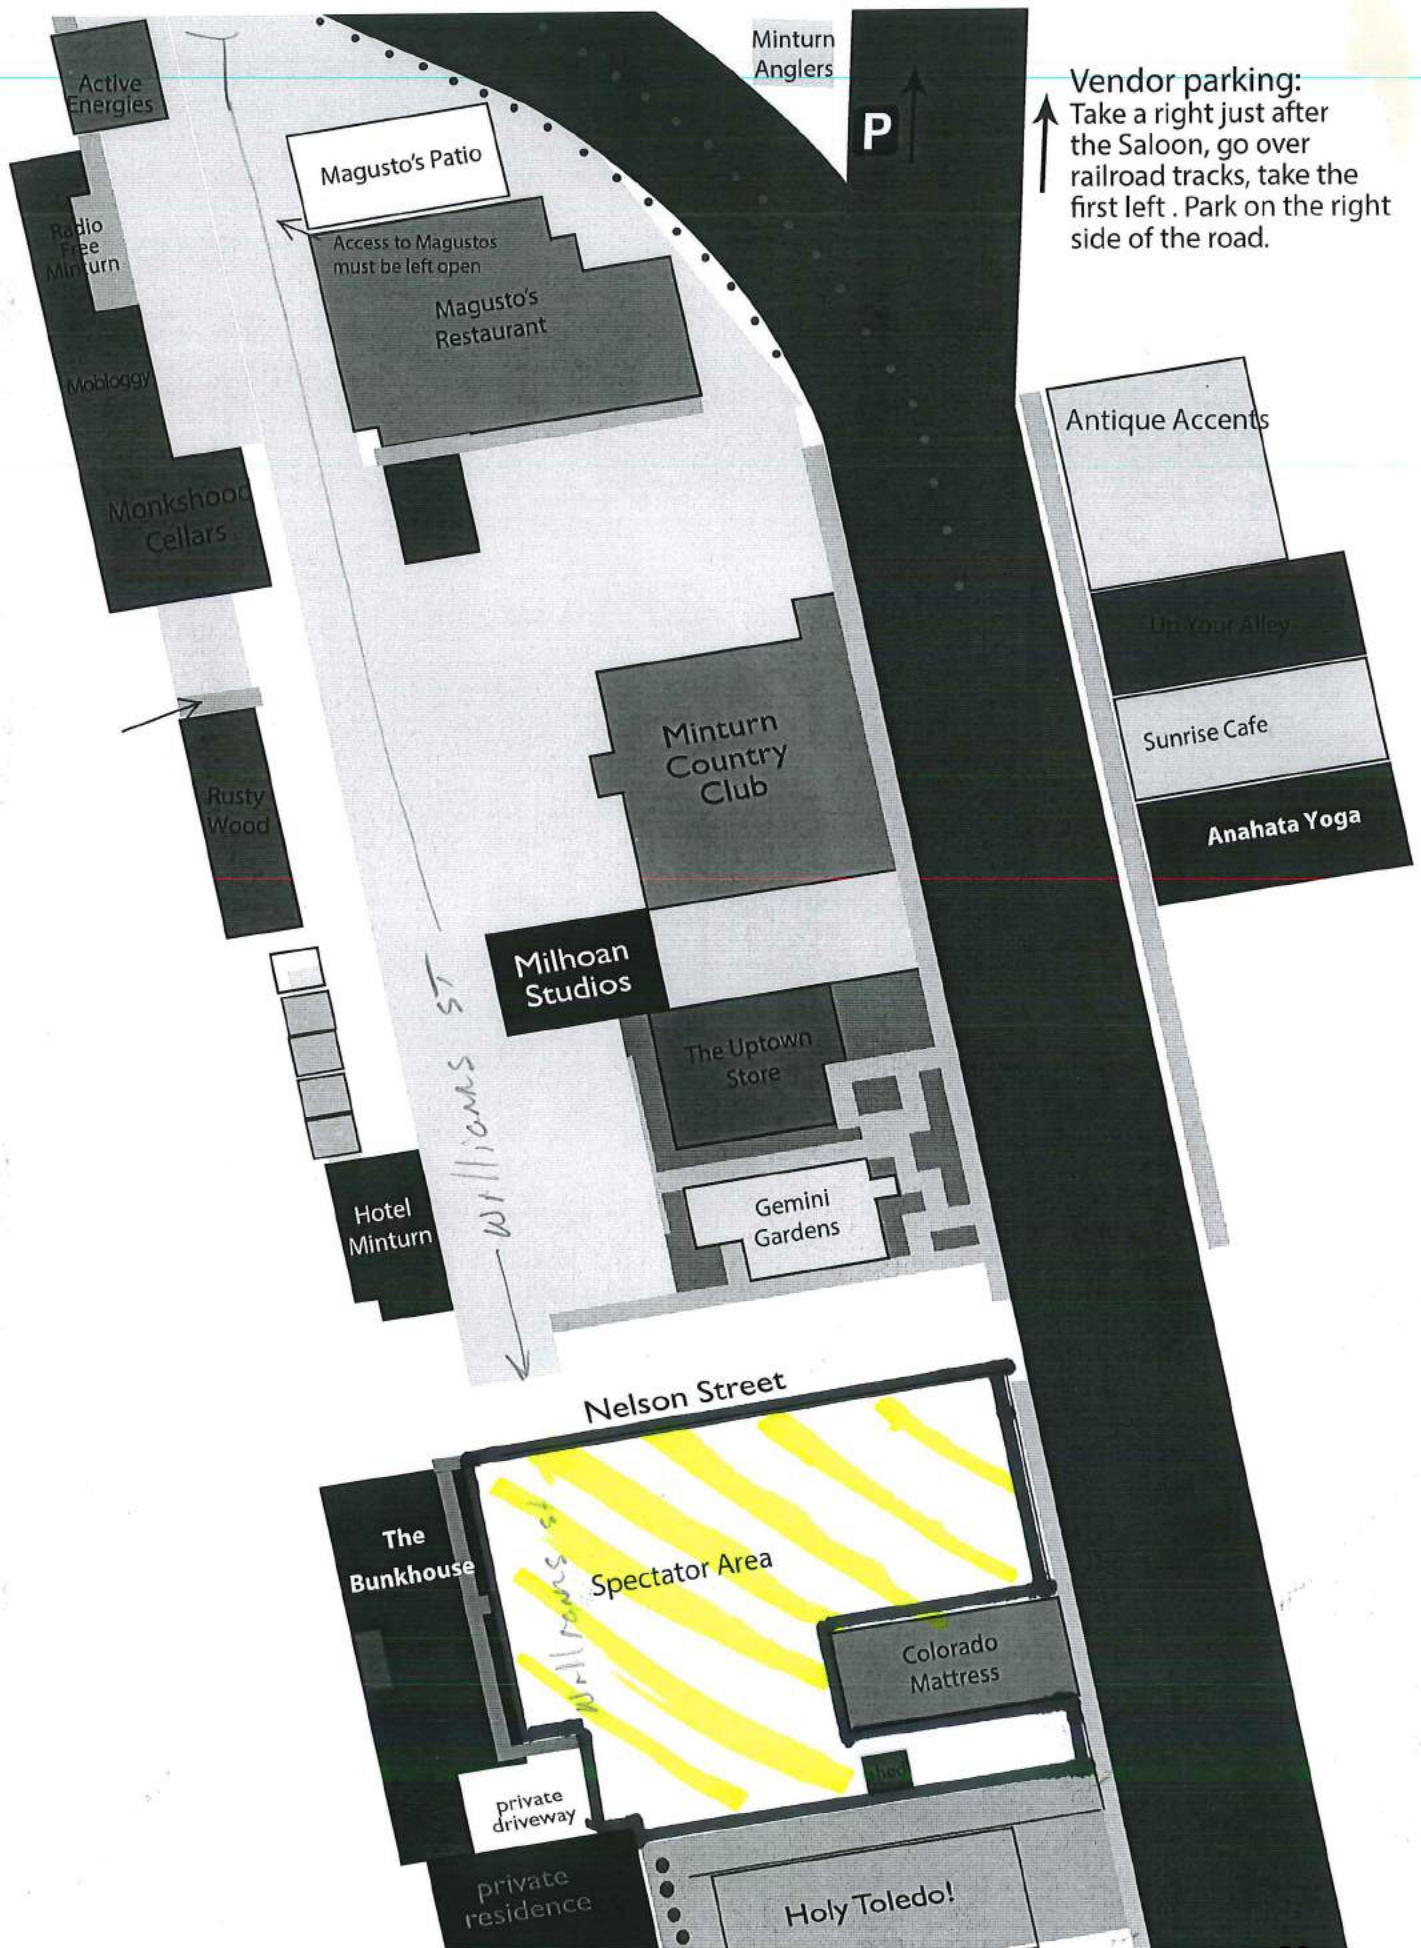 Minturn
Anglers
Active
Energies
P
Vendor parking:
Take a right just after
the Saloon, go over
railroad tracks, take the
first left . Park on the right
side of the road.
Magusto's Patio
Radio
Free
Minturn
Access to Magustos
must be left open
Magusto's
Restaurant
Mobloggy
Antique Accents
Monkshood
Cellars
Up Your Alley
Minturn
Country
Club
Sunrise Cafe
Rusty
Wood
Anahata Yoga
Milhoan
Studios
Williams ST
The Uptown
Store
Hotel
Minturn
Gemini
Gardens
Nelson Street
The
Bunkhouse
Williams st
Spectator Area
Colorado
Mattress
shed
private
driveway
private
residence
Holy Toledo!